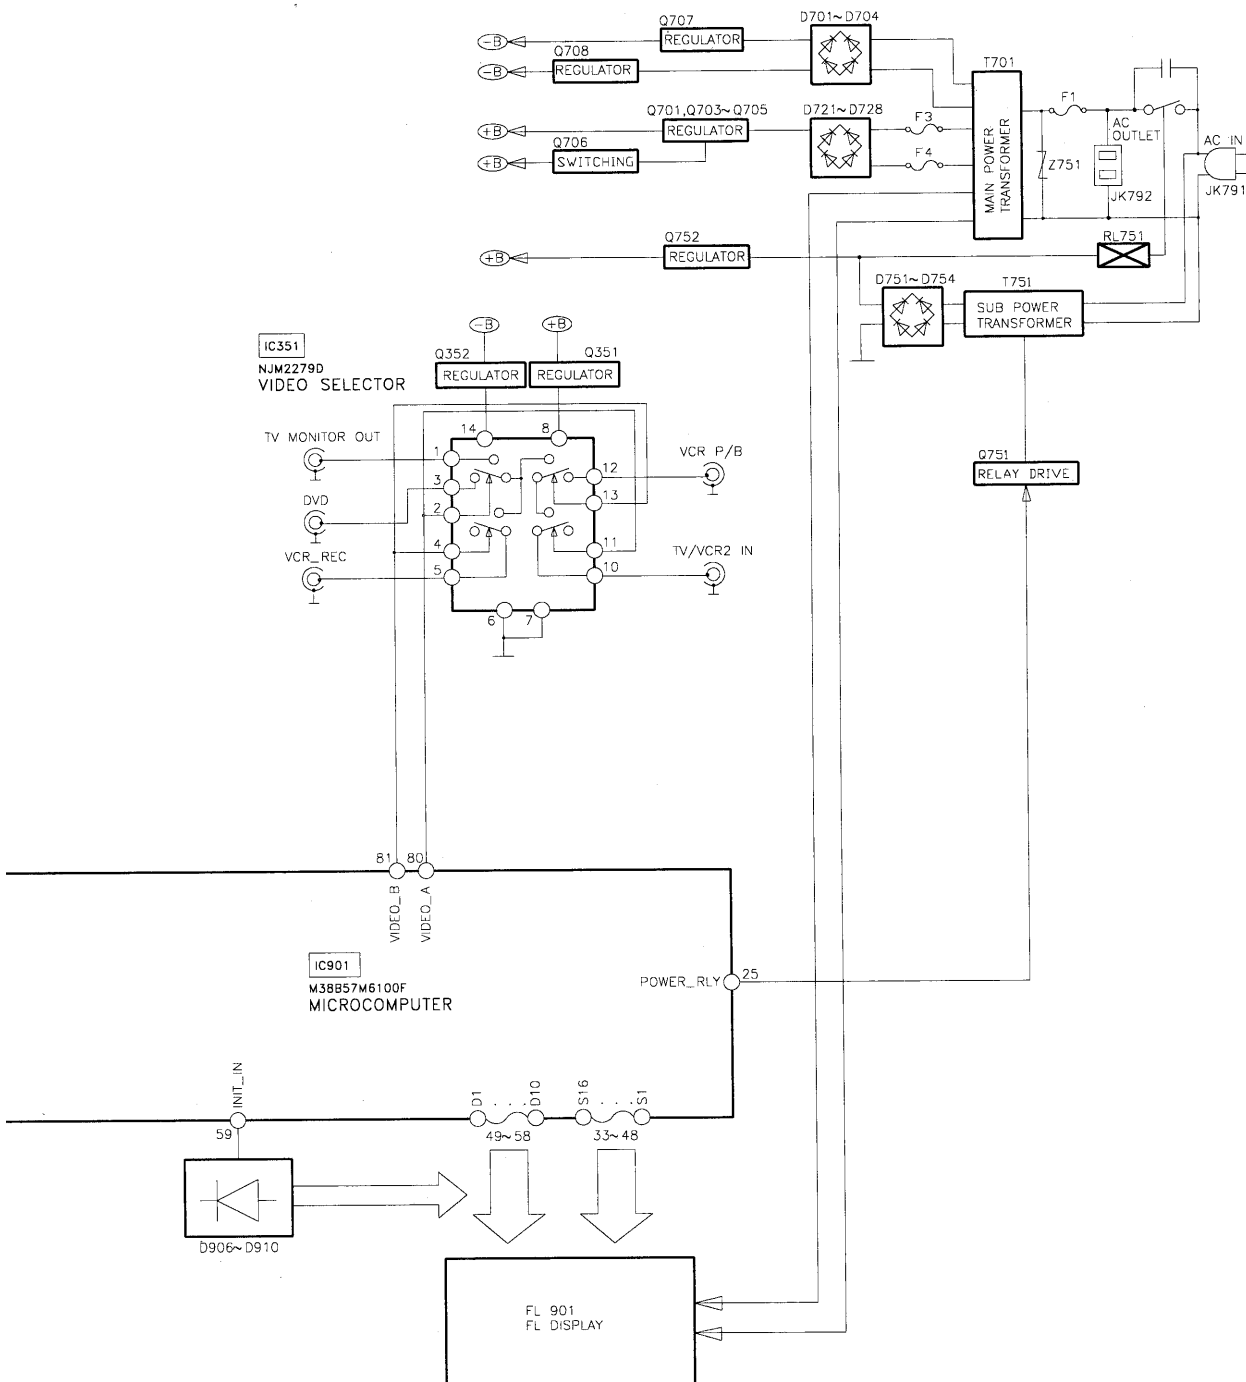 Q707
D701~D704
-B
REGULATOR
Q708
-B
REGULATOR
T701
MAIN POWER
TRANSFORMER
F1
AC
OUTLET
AC IN
JK791
JK792
Z751
Q701,Q703~Q705
D721~D728
F3
+B
REGULATOR
Q706
+B
SWITCHING
F4
Q752
+B
REGULATOR
RL751
D751~D754
T751
SUB POWER
TRANSFORMER
IC351
NJM2279D
VIDEO SELECTOR
-B
+B
Q352
Q351
REGULATOR
REGULATOR
14
8
TV MONITOR OUT
1
3
2
4
5
DVD
VCR_REC
12
13
11
10
VCR P/B
TV/VCR2 IN
6
7
Q751
RELAY DRIVE
81
80
VIDEO_B
VIDEO_A
IC901
M38B57M6100F
MICROCOMPUTER
POWER_RLY
25
INIT_IN
59
D1 . . . D10
S16 . . . S1
49~58
33~48
D906~D910
FL 901
FL DISPLAY